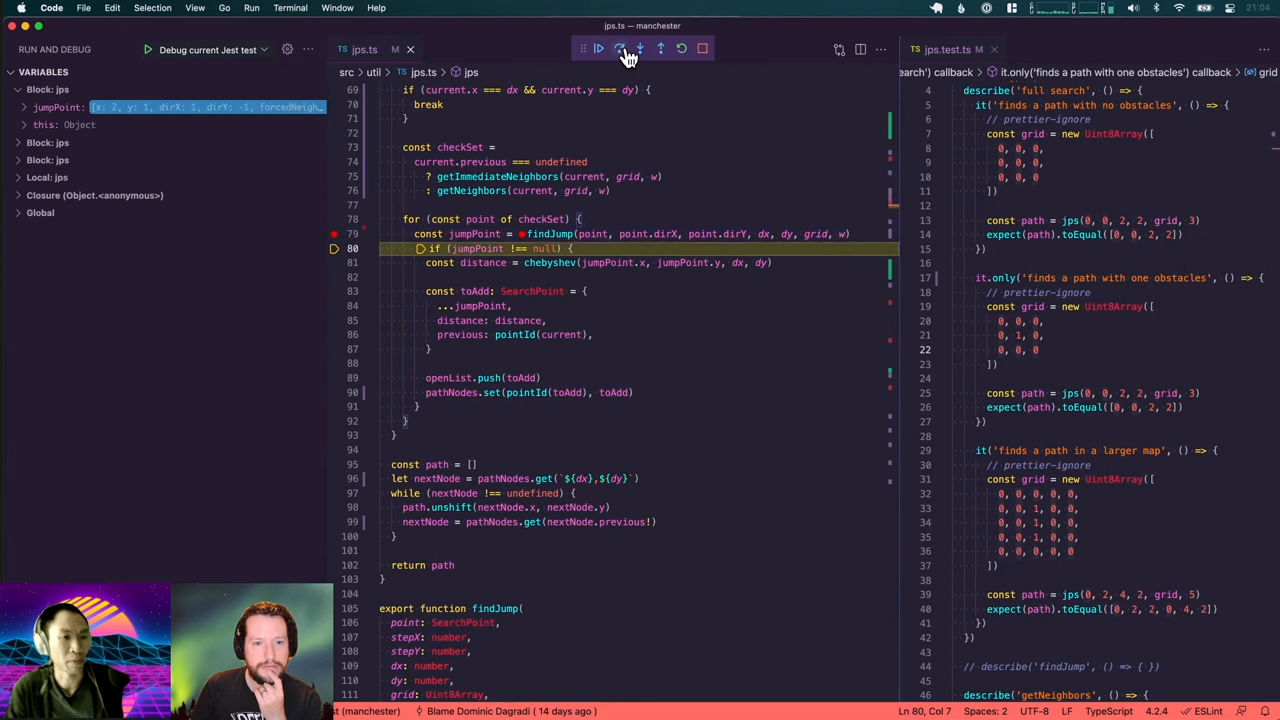 Code File Edit Selection View Go Run Terminal Window Help
21:04
jps.ts — manchester
RUN AND DEBUG
Debug current Jest test
VARIABLES
Block: jps
jumpPoint: {x: 2, y: 1, dirX: 1, dirY: -1, forcedNeigh…
this: Object
Block: jps
Block: jps
Local: jps
Closure (Object.<anonymous>)
Global
jps.ts M
src > util > jps.ts > jps
69 if (current.x === dx && current.y === dy) {
70 break
71 }
72
73 const checkSet =
74 current.previous === undefined
75 ? getImmediateNeighbors(current, grid, w)
76 : getNeighbors(current, grid, w)
77
78 for (const point of checkSet) {
79 const jumpPoint = findJump(point, point.dirX, point.dirY, dx, dy, grid, w)
80 if (jumpPoint !== null) {
81 const distance = chebyshev(jumpPoint.x, jumpPoint.y, dx, dy)
82
83 const toAdd: SearchPoint = {
84 ...jumpPoint,
85 distance: distance,
86 previous: pointId(current),
87 }
88
89 openList.push(toAdd)
90 pathNodes.set(pointId(toAdd), toAdd)
91 }
92 }
93 }
94
95 const path = []
96 let nextNode = pathNodes.get(`${dx},${dy}`)
97 while (nextNode !== undefined) {
98 path.unshift(nextNode.x, nextNode.y)
99 nextNode = pathNodes.get(nextNode.previous!)
100 }
101
102 return path
103 }
104
105 export function findJump(
106 point: SearchPoint,
107 stepX: number,
108 stepY: number,
109 dx: number,
110 dy: number,
111 grid: Uint8Array,
jps.test.ts M
earch') callback > it.only('finds a path with one obstacles') callback > grid
4 describe('full search', () => {
5 it('finds a path with no obstacles', () => {
6 // prettier-ignore
7 const grid = new Uint8Array([
8 0, 0, 0,
9 0, 0, 0,
10 0, 0, 0,
11 ])
12
13 const path = jps(0, 0, 2, 2, grid, 3)
14 expect(path).toEqual([0, 0, 2, 2])
15 })
16
17 it.only('finds a path with one obstacles', () => {
18 // prettier-ignore
19 const grid = new Uint8Array([
20 0, 0, 0,
21 0, 1, 0,
22 0, 0, 0
23 ])
24
25 const path = jps(0, 0, 2, 2, grid, 3)
26 expect(path).toEqual([0, 0, 2, 2])
27 })
28
29 it('finds a path in a larger map', () => {
30 // prettier-ignore
31 const grid = new Uint8Array([
32 0, 0, 0, 0, 0,
33 0, 0, 1, 0, 0,
34 0, 0, 1, 0, 0,
35 0, 0, 1, 0, 0,
36 0, 0, 0, 0, 0
37 ])
38
39 const path = jps(0, 2, 4, 2, grid, 5)
40 expect(path).toEqual([0, 2, 2, 0, 4, 2])
41 })
42 })
43
44 // describe('findJump', () => { })
45
46 describe('getNeighbors', () => {
t (manchester) Blame Dominic Dagradi ( 14 days ago ) Ln 80, Col 7 Spaces: 2 UTF-8 LF TypeScript 4.2.4 ESLint